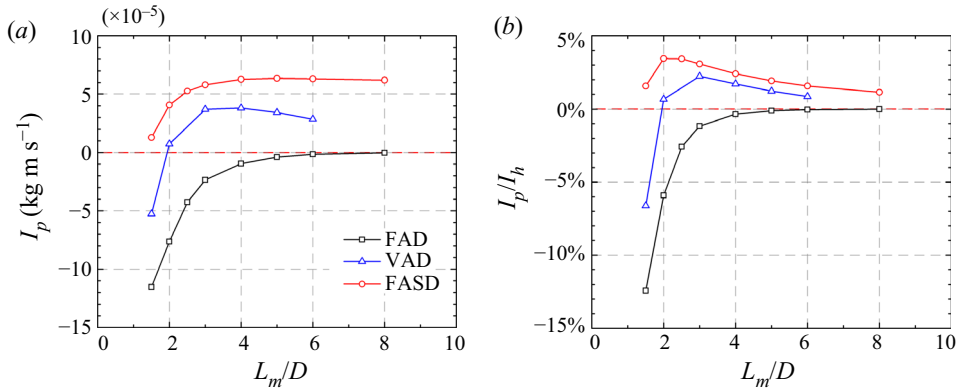 (a)
(×10⁻⁵)
10
5
0
−5
−10
−15
I_p (kg m s⁻¹)
FAD
VAD
FASD
0 2 4 6 8 10
L_m/D
(b)
5%
0%
−5%
−10%
−15%
I_p/I_h
0 2 4 6 8 10
L_m/D